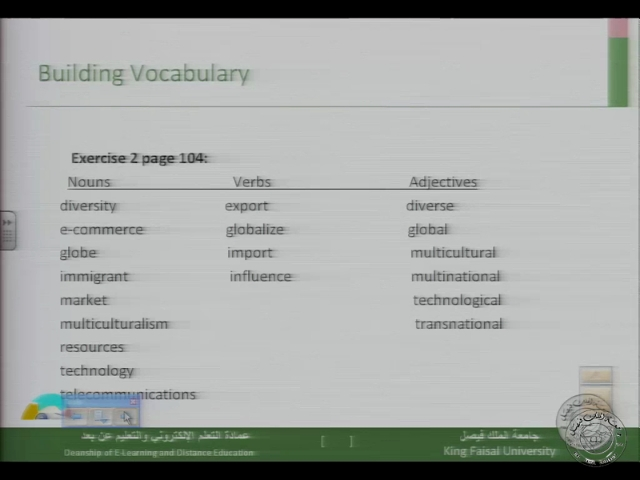 Building Vocabulary
Exercise 2 page 104:
Nouns Verbs Adjectives
diversity export diverse
e-commerce globalize global
globe import multicultural
immigrant influence multinational
market technological
multiculturalism transnational
resources
technology
telecommunications
عمادة التعلم الإلكتروني والتعليم عن بعد [ ] جامعة الملك فيصل
Deanship of E-Learning and Distance Education King Faisal University